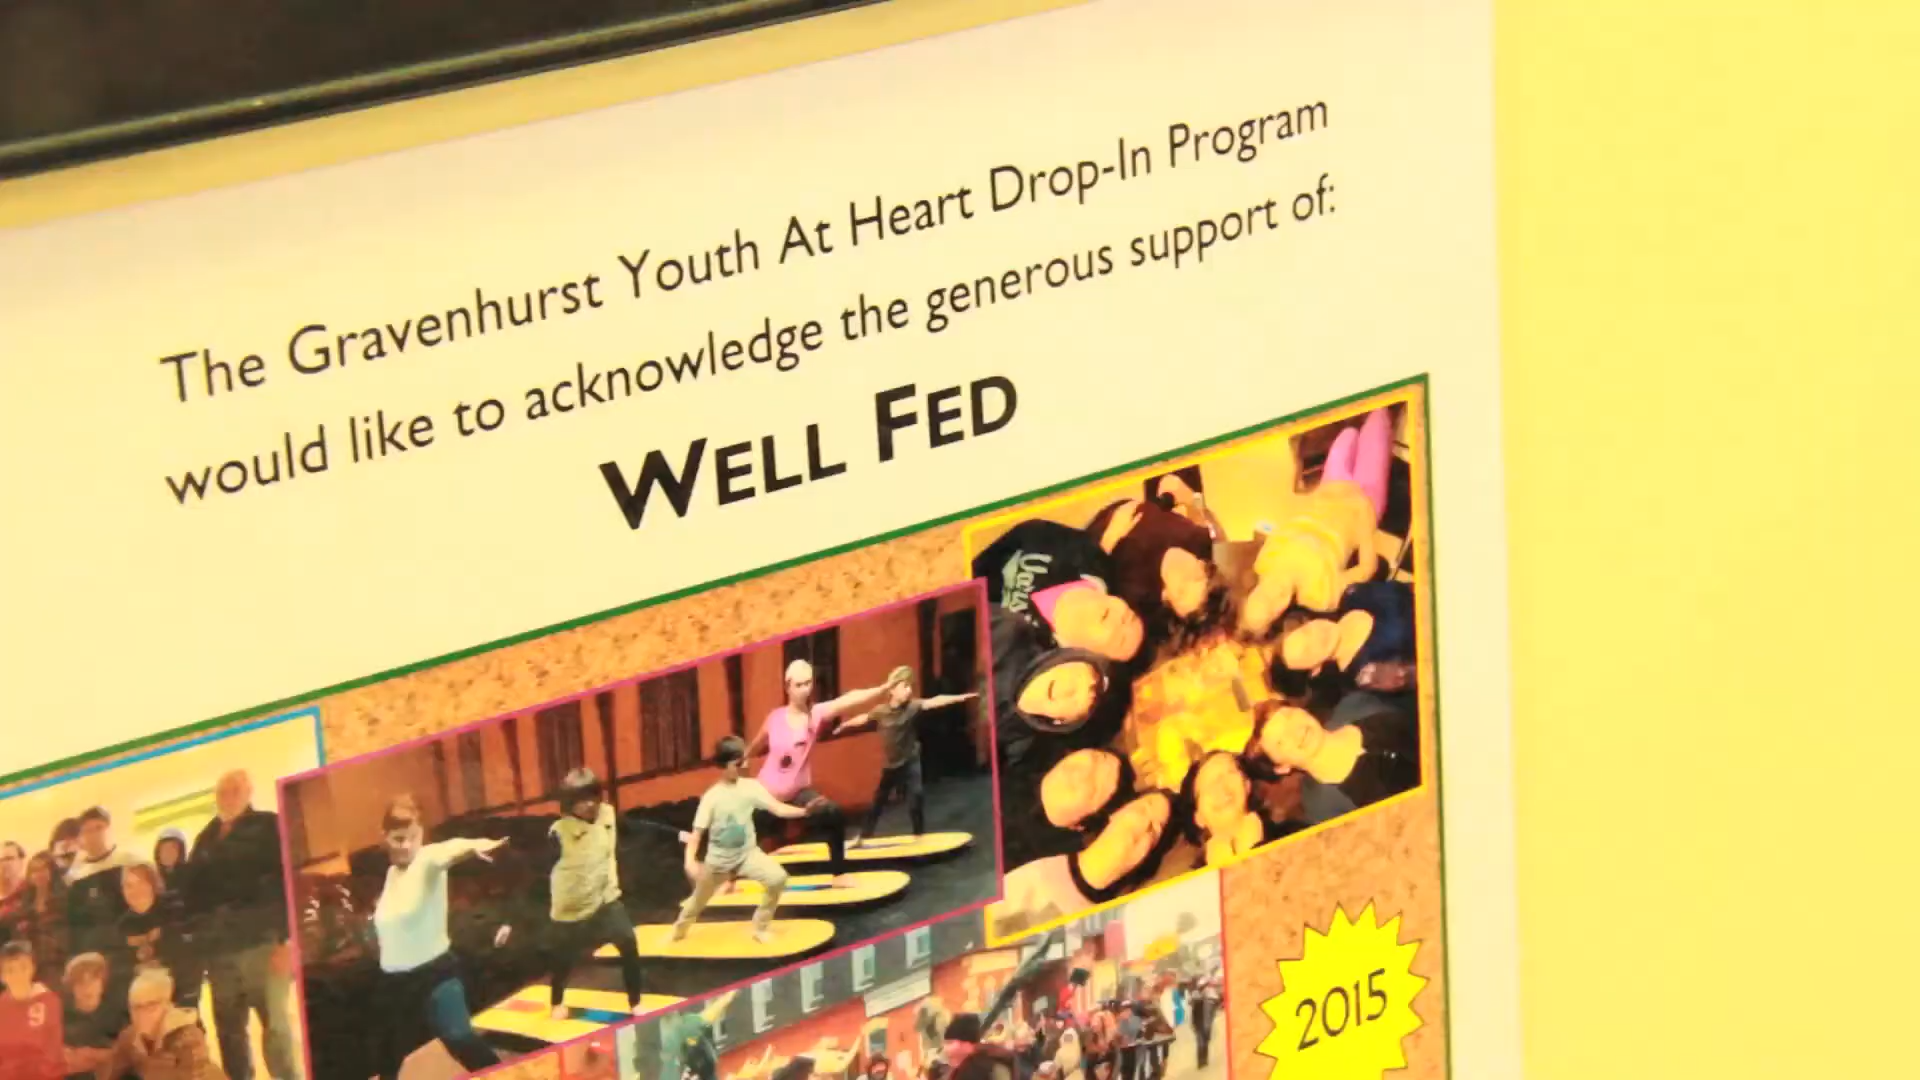 The Gravenhurst Youth At Heart Drop-In Program
would like to acknowledge the generous support of:
WELL FED
2015
9